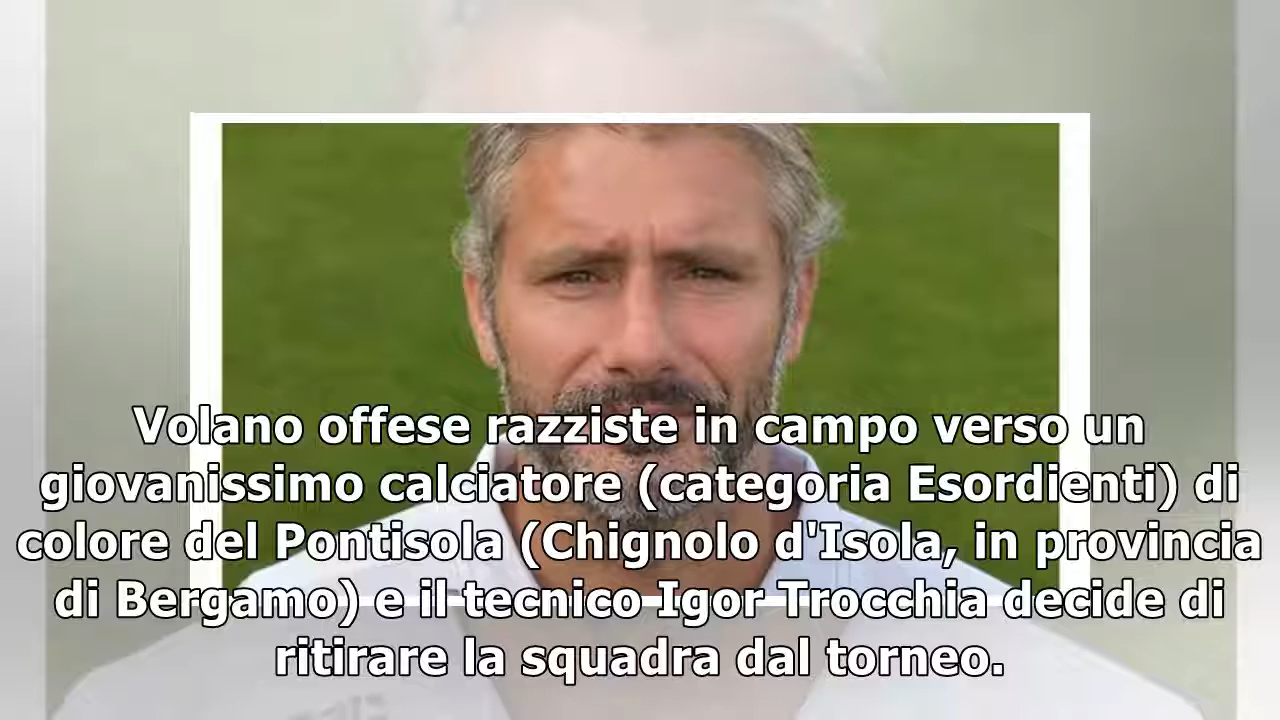 Volano offese razziste in campo verso un
giovanissimo calciatore (categoria Esordienti) di
colore del Pontisola (Chignolo d'Isola, in provincia
di Bergamo) e il tecnico Igor Trocchia decide di
ritirare la squadra dal torneo.